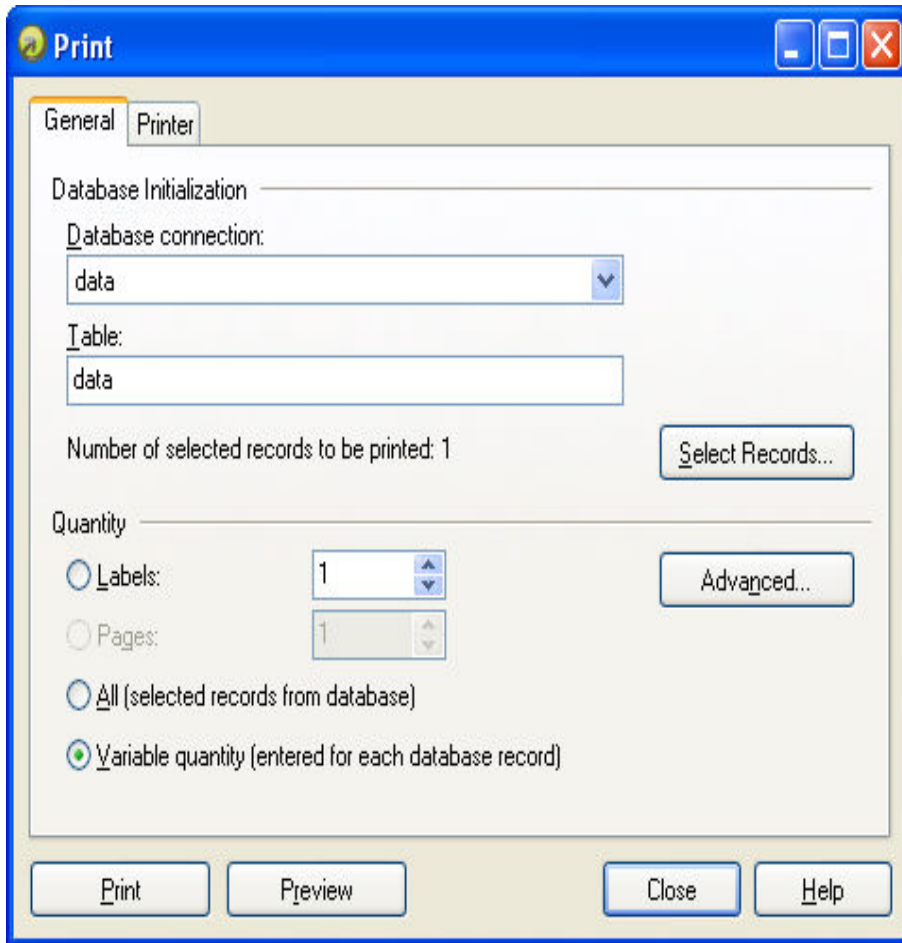 Print
General Printer
Database Initialization
Database connection:
data
Table:
data
Number of selected records to be printed: 1 Select Records...
Quantity
Labels: 1 Advanced...
Pages: 1
All (selected records from database)
Variable quantity (entered for each database record)
Print Preview Close Help